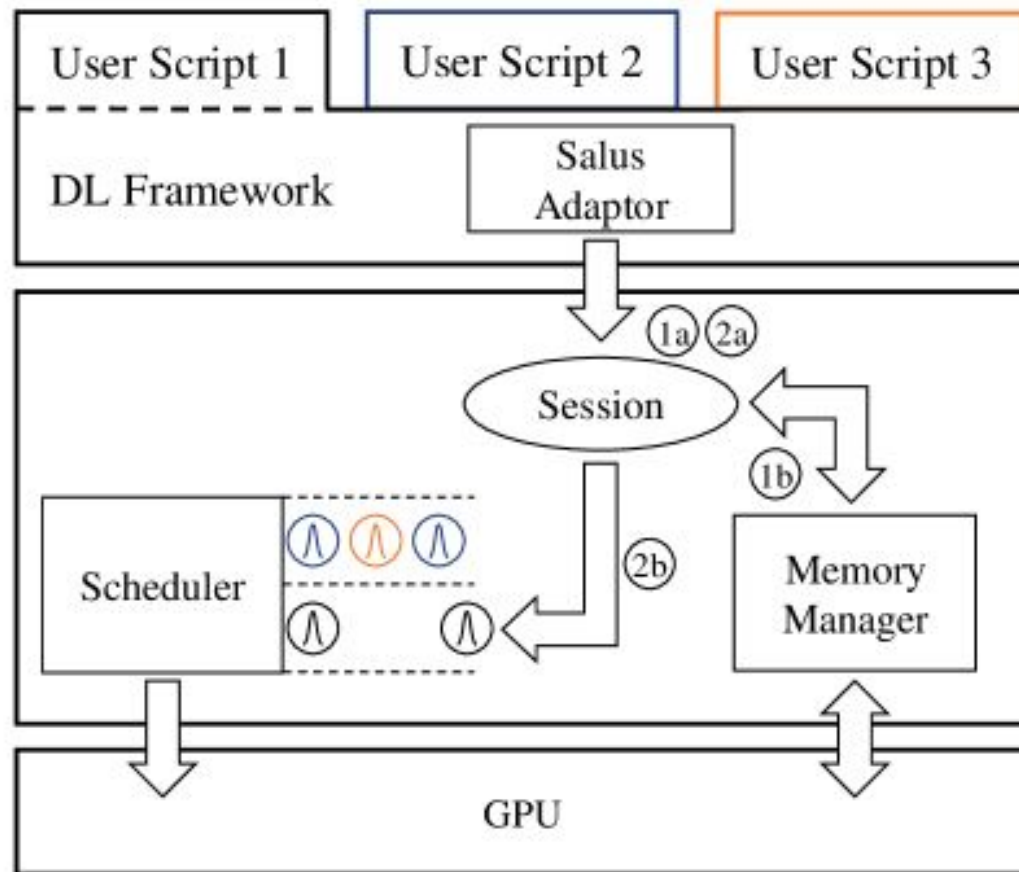 User Script 1
User Script 2
User Script 3
DL Framework
Salus
Adaptor
1a
2a
Session
1b
2b
Scheduler
Memory
Manager
GPU